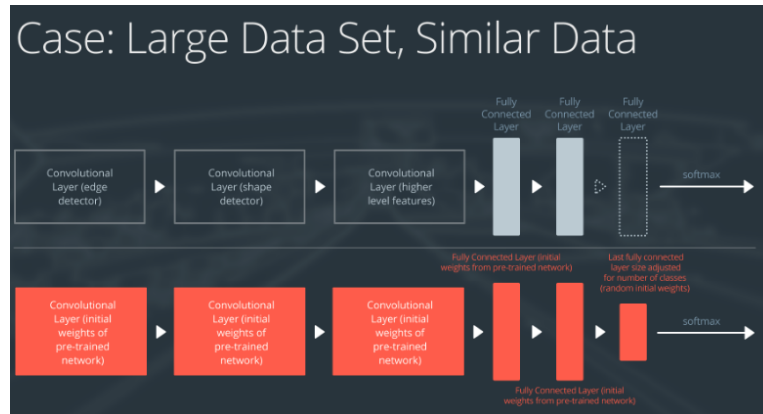 Case: Large Data Set, Similar Data
Fully
Connected
Layer
Fully
Connected
Layer
Fully
Connected
Layer
Convolutional
Layer (edge
detector)
Convolutional
Layer (shape
detector)
Convolutional
Layer (higher
level features)
softmax
Fully Connected Layer (initial
weights from pre-trained network)
Last fully connected
layer size adjusted
for number of classes
(random initial weights)
Convolutional
Layer (initial
weights of
pre-trained
network)
Convolutional
Layer (initial
weights of
pre-trained
network)
Convolutional
Layer (initial
weights of
pre-trained
network)
softmax
Fully Connected Layer (initial
weights from pre-trained network)